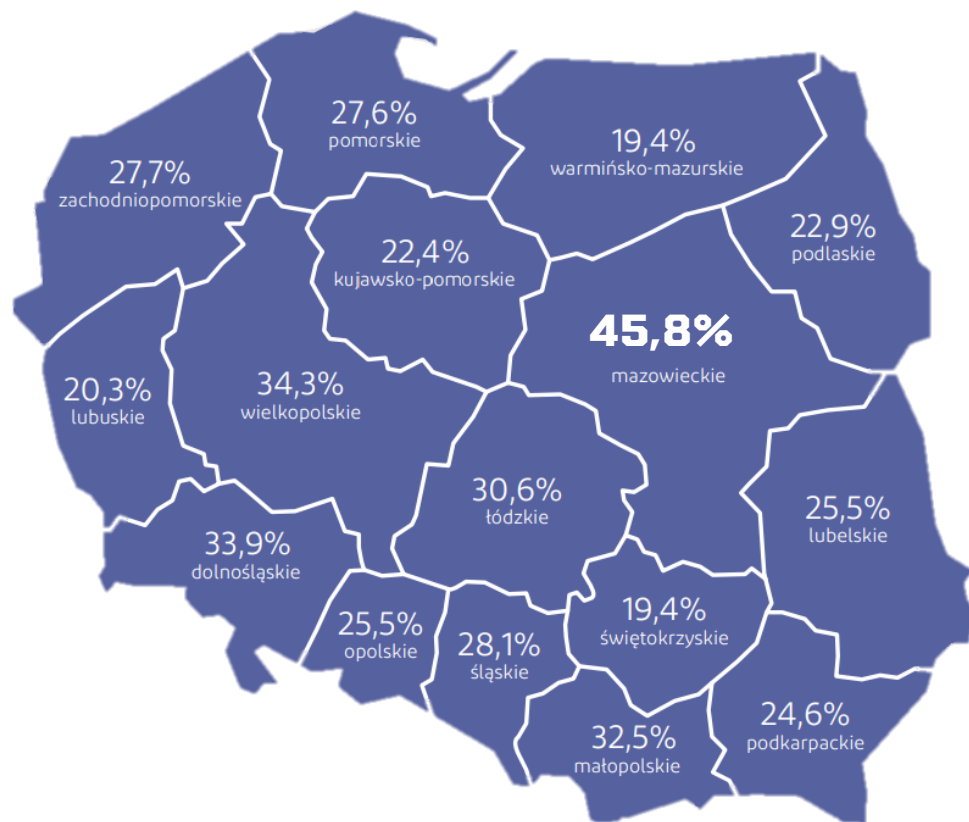 27,6%
pomorskie
19,4%
warmińsko-mazurskie
27,7%
zachodniopomorskie
22,9%
podlaskie
22,4%
kujawsko-pomorskie
45,8%
mazowieckie
20,3%
lubuskie
34,3%
wielkopolskie
30,6%
łódzkie
25,5%
lubelskie
33,9%
dolnośląskie
25,5%
opolskie
28,1%
śląskie
19,4%
świętokrzyskie
32,5%
małopolskie
24,6%
podkarpackie